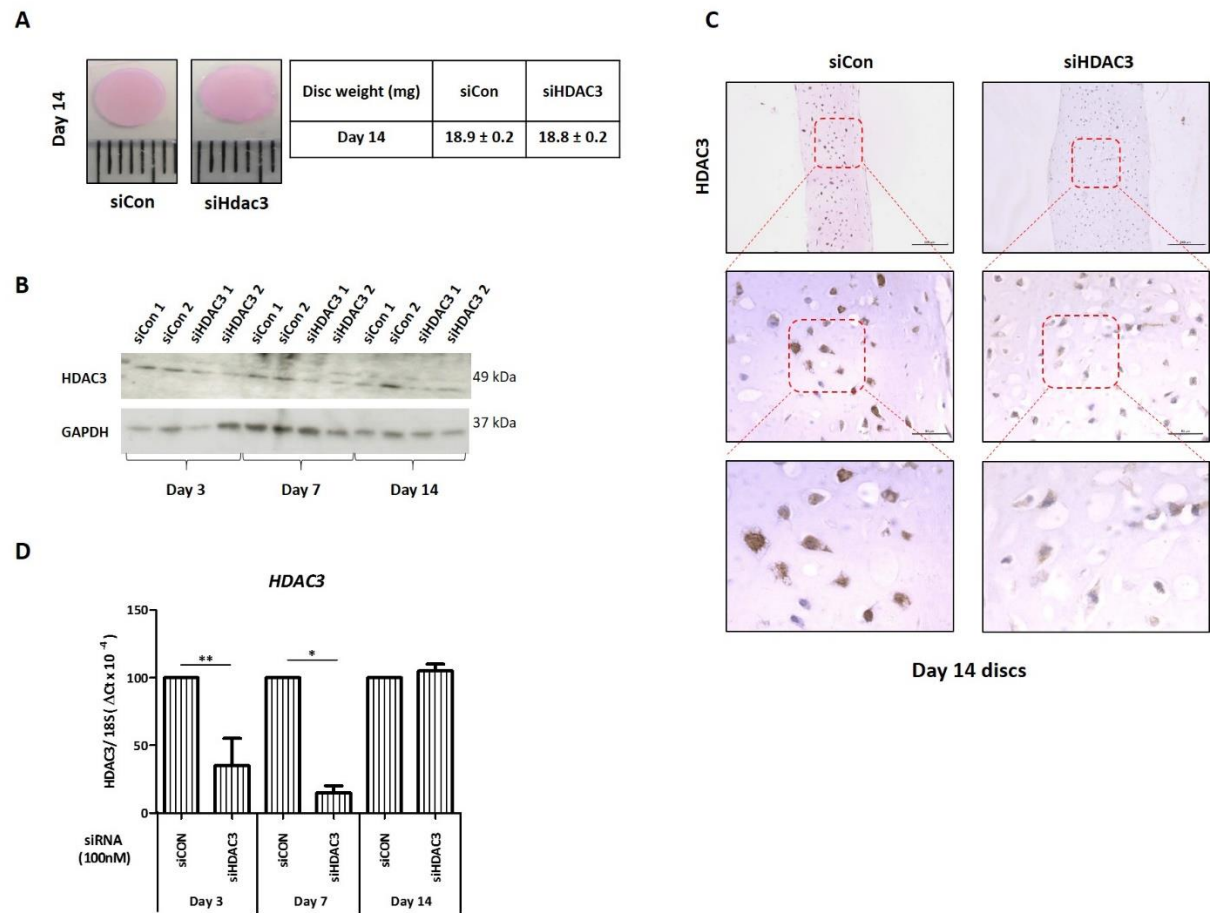 A
Day 14
siCon
siHdac3
Disc weight (mg) siCon siHDAC3
Day 14 18.9 ± 0.2 18.8 ± 0.2
B
siCon 1 siCon 2 siHDAC3 1 siHDAC3 2 siCon 1 siCon 2 siHDAC3 1 siHDAC3 2 siCon 1 siCon 2 siHDAC3 1 siHDAC3 2
HDAC3 49 kDa
GAPDH 37 kDa
Day 3 Day 7 Day 14
C
siCon siHDAC3
HDAC3
Day 14 discs
D
HDAC3
HDAC3/ 18S ( ΔCt x 10⁻⁴)
150
100
50
0
** *
siRNA
(100nM)
siCON siHDAC3 siCON siHDAC3 siCON siHDAC3
Day 3 Day 7 Day 14